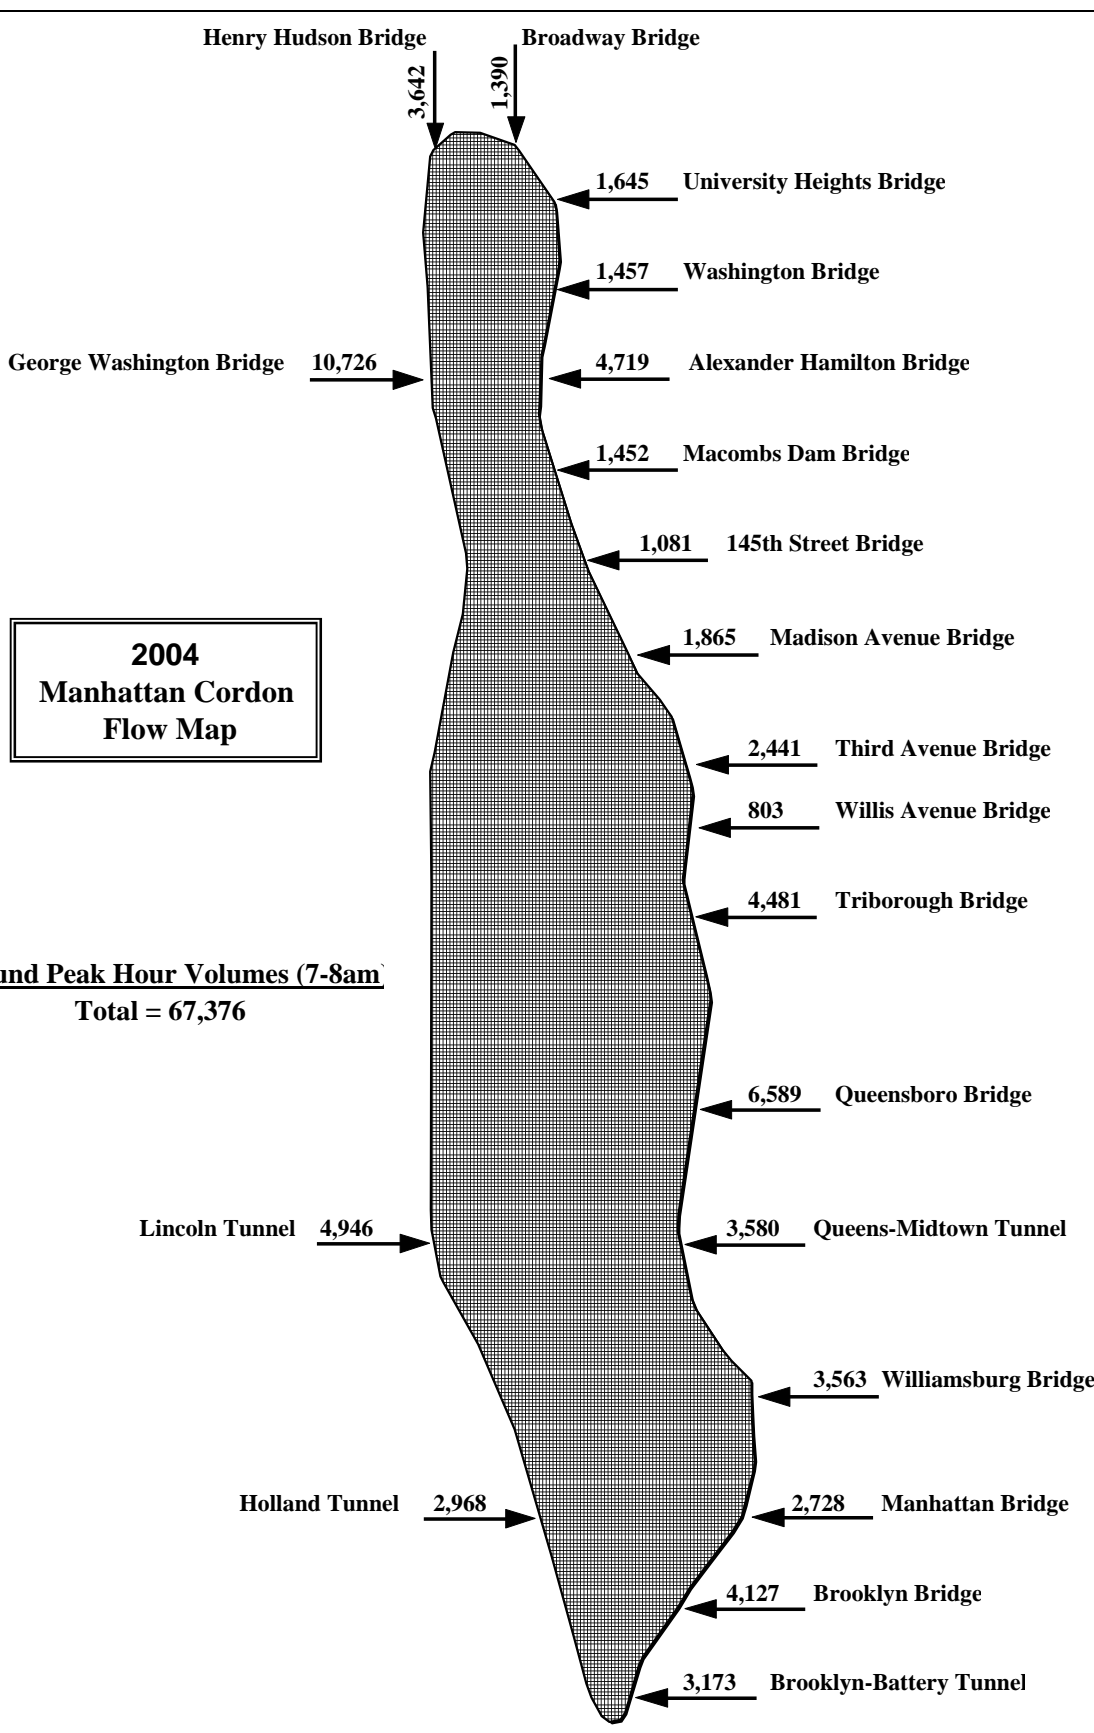 Henry Hudson Bridge
Broadway Bridge
3,642
1,390
1,645 University Heights Bridge
1,457 Washington Bridge
George Washington Bridge 10,726
4,719 Alexander Hamilton Bridge
1,452 Macombs Dam Bridge
1,081 145th Street Bridge
2004
Manhattan Cordon
Flow Map
1,865 Madison Avenue Bridge
2,441 Third Avenue Bridge
803 Willis Avenue Bridge
4,481 Triborough Bridge
Peak Hour Volumes (7-8am)
Total = 67,376
6,589 Queensboro Bridge
Lincoln Tunnel 4,946
3,580 Queens-Midtown Tunnel
3,563 Williamsburg Bridge
Holland Tunnel 2,968
2,728 Manhattan Bridge
4,127 Brooklyn Bridge
3,173 Brooklyn-Battery Tunnel